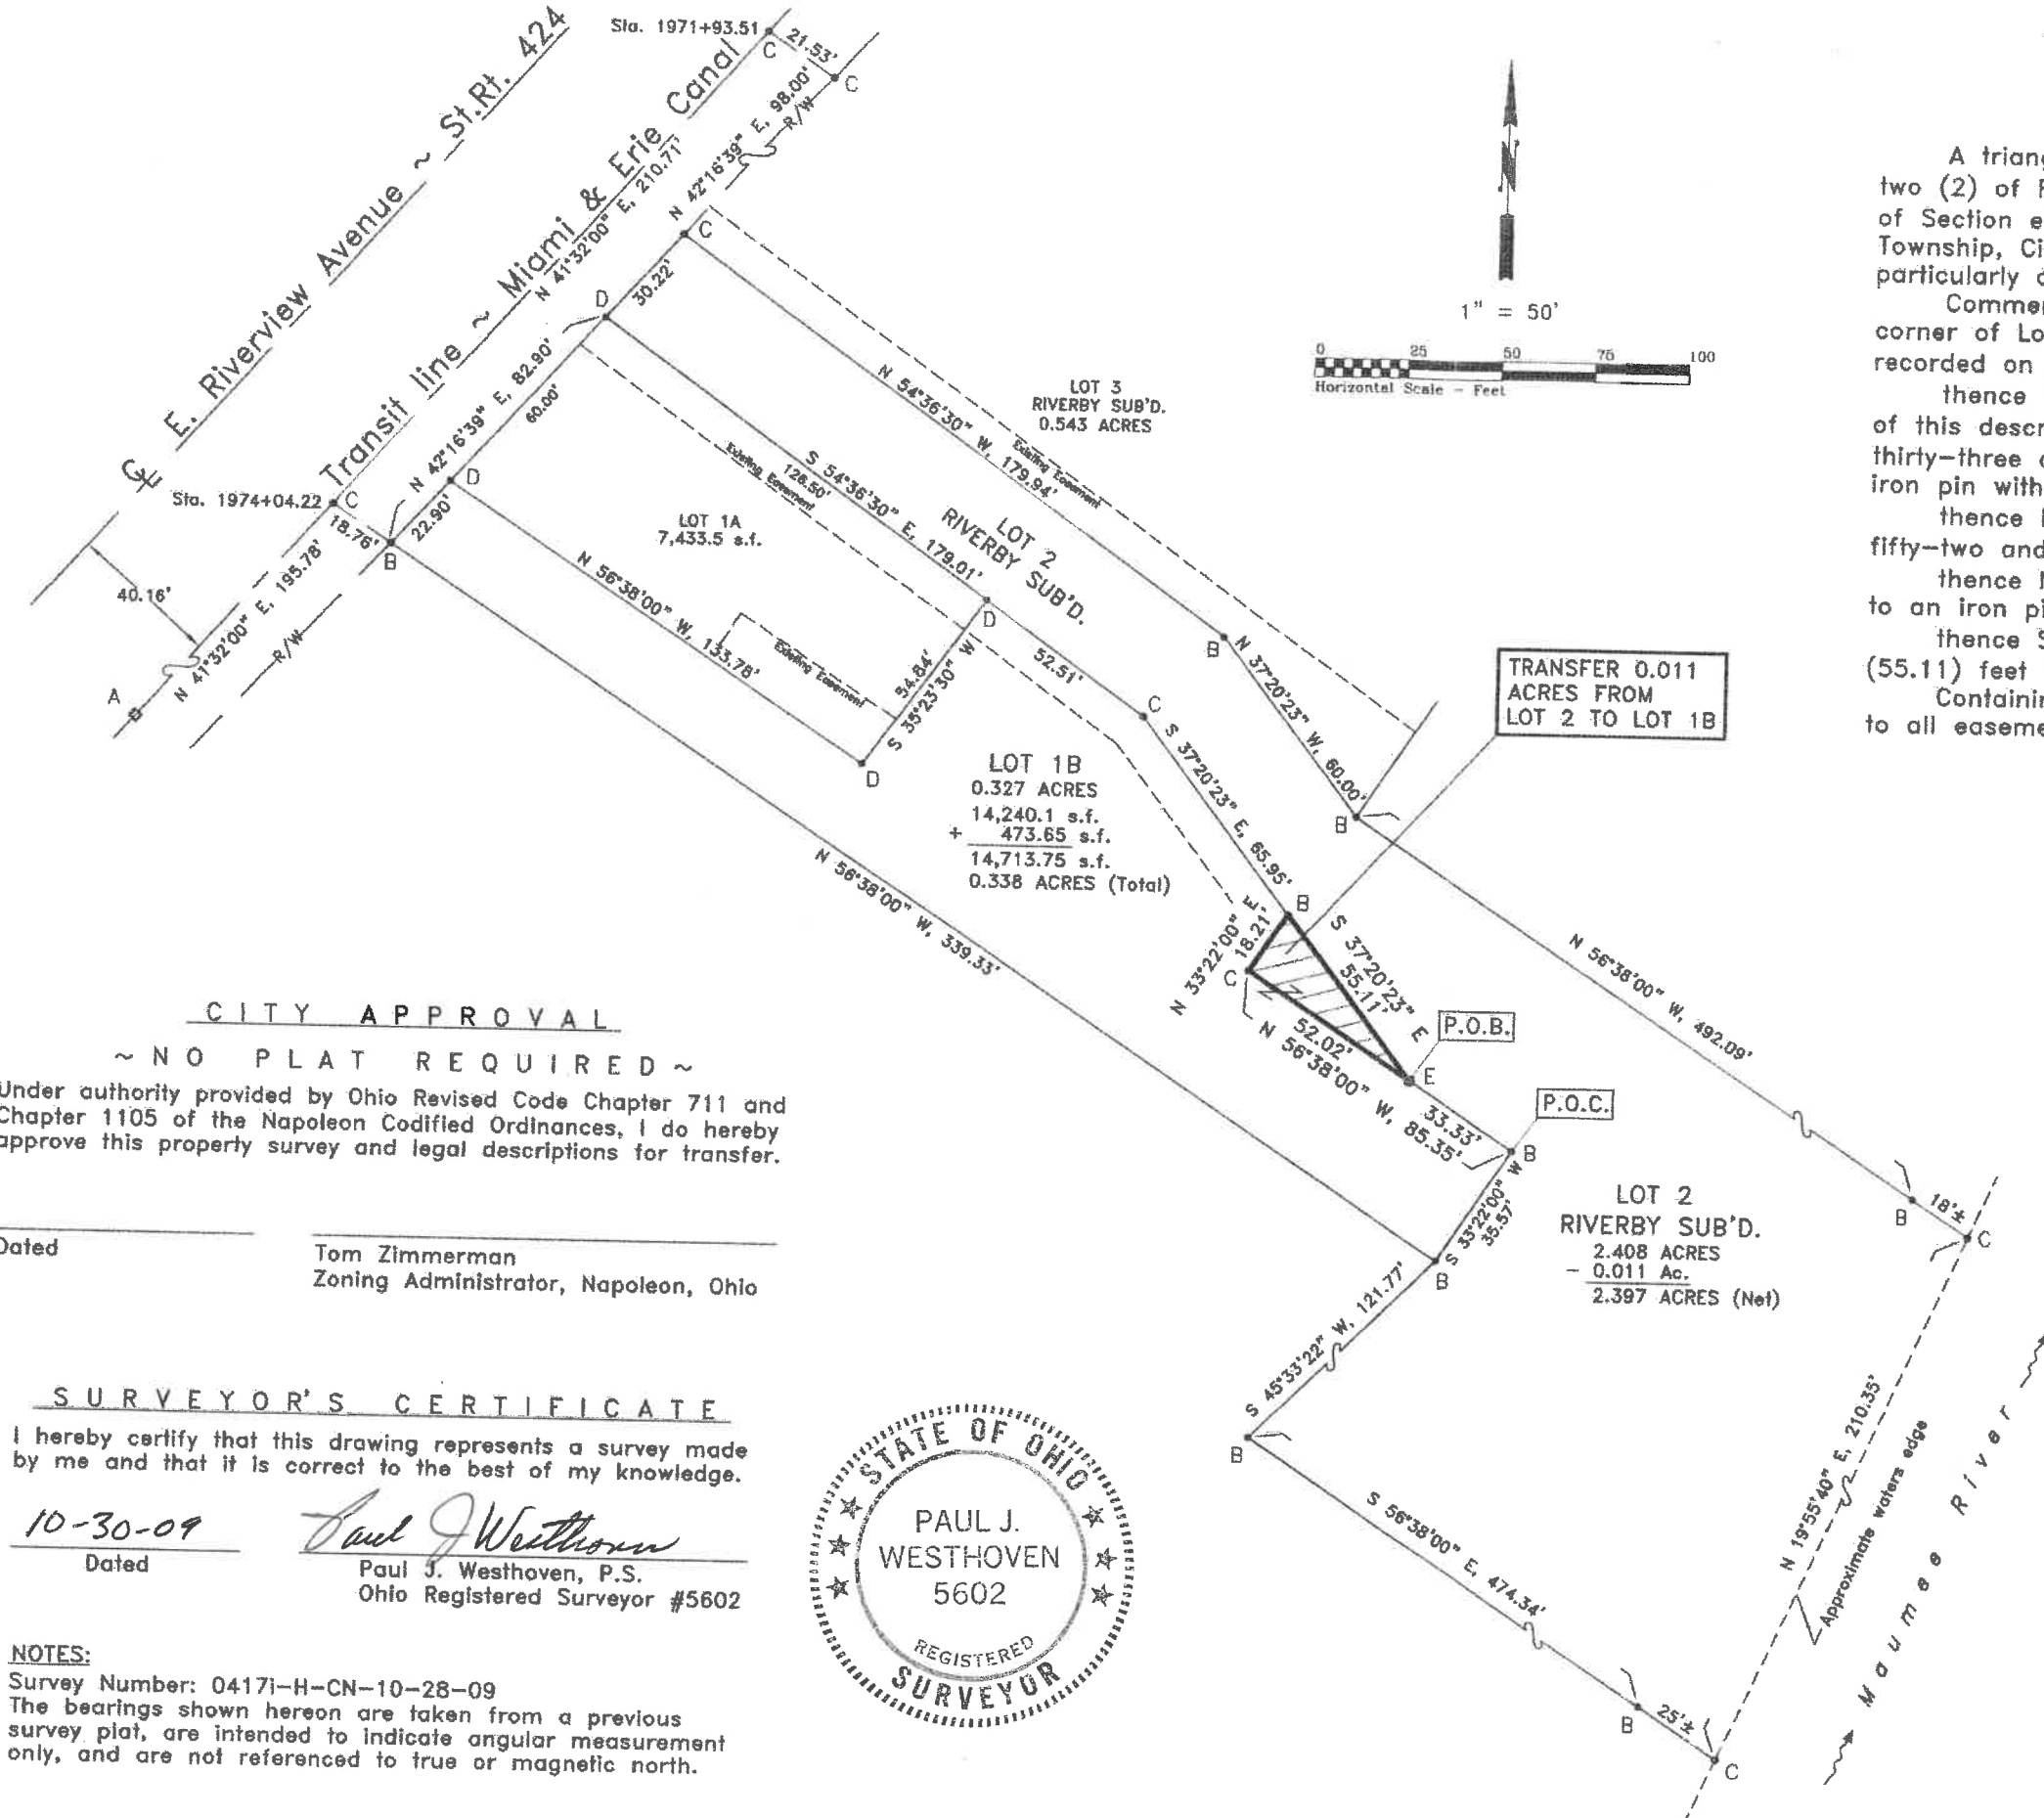 Sta. 1971+93.51
C
21.53'
C
E. Riverview Avenue ~ St.Rt. 424
Transit line ~ Miami & Erie Canal
N 41°32'00" E, 210.71'
N 42°16'39" E, 98.00'
R/W
C
30.22'
D
N 42°16'39" E, 82.90'
60.00'
D
22.90'
Sta. 1974+04.22
C
18.76'
B
40.16'
N 41°32'00" E, 195.78'
R/W
A
N
1" = 50'
0 25 50 75 100
Horizontal Scale - Feet
LOT 3
RIVERBY SUB'D.
0.543 ACRES
N 54°36'30" W, 179.94'
Existing Easement
S 54°36'30" E, 179.01'
126.50'
Existing Easement
LOT 2
RIVERBY SUB'D.
LOT 1A
7,433.5 s.f.
N 56°38'00" W, 133.78'
Existing Easement
D
54.84'
S 35°23'30" W
D
52.51'
C
B
N 37°20'23" W, 60.00'
B
S 37°20'23" E, 65.95'
TRANSFER 0.011
ACRES FROM
LOT 2 TO LOT 1B
LOT 1B
0.327 ACRES
14,240.1 s.f.
+ 473.65 s.f.
14,713.75 s.f.
0.338 ACRES (Total)
N 56°38'00" W, 339.33'
B
N 33°22'00" E
18.21'
C
S 37°20'23" E
55.11'
52.02'
N 56°38'00" W, 85.35'
P.O.B.
E
33.33'
P.O.C.
B
N 56°38'00" W, 492.09'
S 33°22'00" W
35.57'
B
LOT 2
RIVERBY SUB'D.
2.408 ACRES
- 0.011 Ac.
2.397 ACRES (Net)
B
18'±
C
S 45°33'22" W, 121.77'
B
S 56°38'00" E, 474.34'
B
25'±
C
N 19°55'40" E, 210.35'
Approximate waters edge
Maumee River
A
two (2) of
of Section
Township,
particularly
corner of
recorded on
thence
of this
thirty-three
iron pin with
thence
fifty-two and
thence
to an iron
thence
(55.11) feet
to all
CITY APPROVAL
~NO PLAT REQUIRED~
Under authority provided by Ohio Revised Code Chapter 711 and
Chapter 1105 of the Napoleon Codified Ordinances, I do hereby
approve this property survey and legal descriptions for transfer.
Dated
Tom Zimmerman
Zoning Administrator, Napoleon, Ohio
SURVEYOR'S CERTIFICATE
I hereby certify that this drawing represents a survey made
by me and that it is correct to the best of my knowledge.
10-30-09
Dated
Paul J Westhoven
Paul J. Westhoven, P.S.
Ohio Registered Surveyor #5602
STATE OF OHIO
PAUL J.
WESTHOVEN
5602
REGISTERED
SURVEYOR
NOTES:
Survey Number: 0417i-H-CN-10-28-09
The bearings shown hereon are taken from a previous
survey plat, are intended to indicate angular measurement
only, and are not referenced to true or magnetic north.